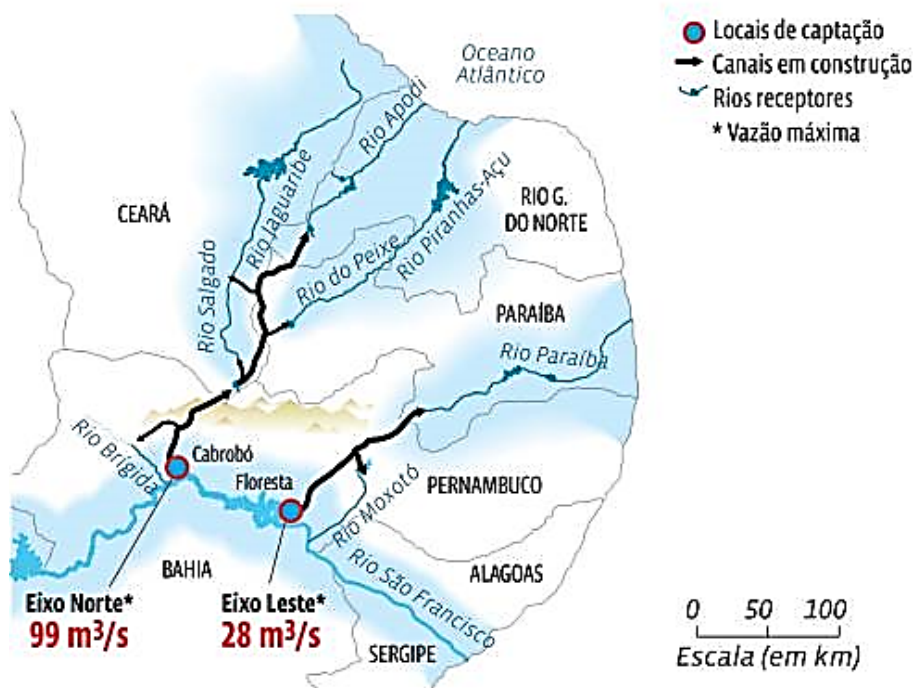 Locais de captação
Canais em construção
Rios receptores
* Vazão máxima
Oceano
Atlântico
Rio Apodi
Rio Jaguaribe
Rio Piranhas-Açu
RIO G.
DO NORTE
CEARÁ
Rio Salgado
Rio do Peixe
PARAÍBA
Rio Paraíba
Rio Brígida
Cabrobó
Floresta
Rio Moxotó
PERNAMBUCO
BAHIA
Rio São Francisco
ALAGOAS
Eixo Norte*
99 m³/s
Eixo Leste*
28 m³/s
SERGIPE
0 50 100
Escala (em km)